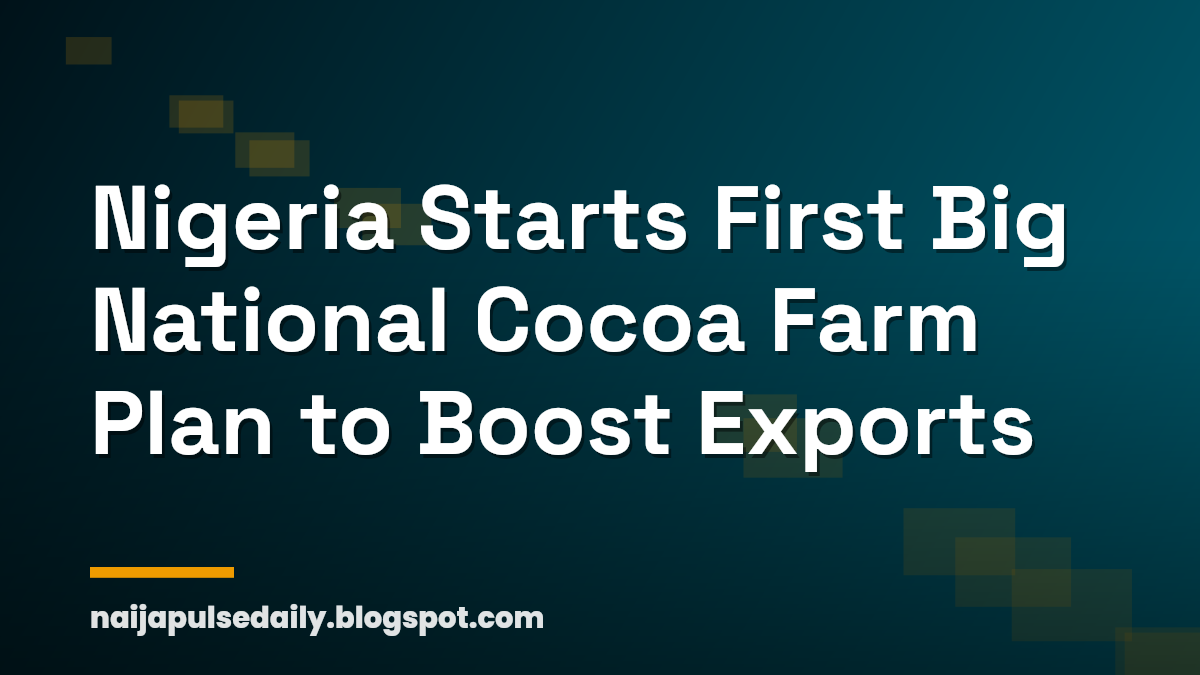 Nigeria Starts First Big
National Cocoa Farm
Plan to Boost Exports
naijapulsedaily.blogspot.com